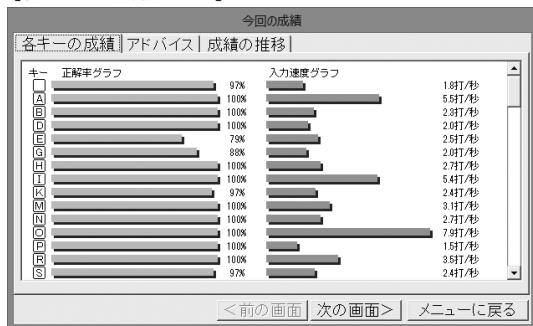 今回の成績
各キーの成績 アドバイス 成績の推移
キー 正解率グラフ 入力速度グラフ
97% 1.8打/秒
A 100% 5.5打/秒
B 100% 2.3打/秒
D 100% 2.0打/秒
E 79% 2.5打/秒
G 88% 2.0打/秒
H 100% 2.7打/秒
I 100% 5.4打/秒
K 97% 2.4打/秒
M 100% 3.1打/秒
N 100% 2.7打/秒
O 100% 7.9打/秒
P 100% 1.5打/秒
R 100% 3.5打/秒
S 97% 2.4打/秒
<前の画面 次の画面> メニューに戻る